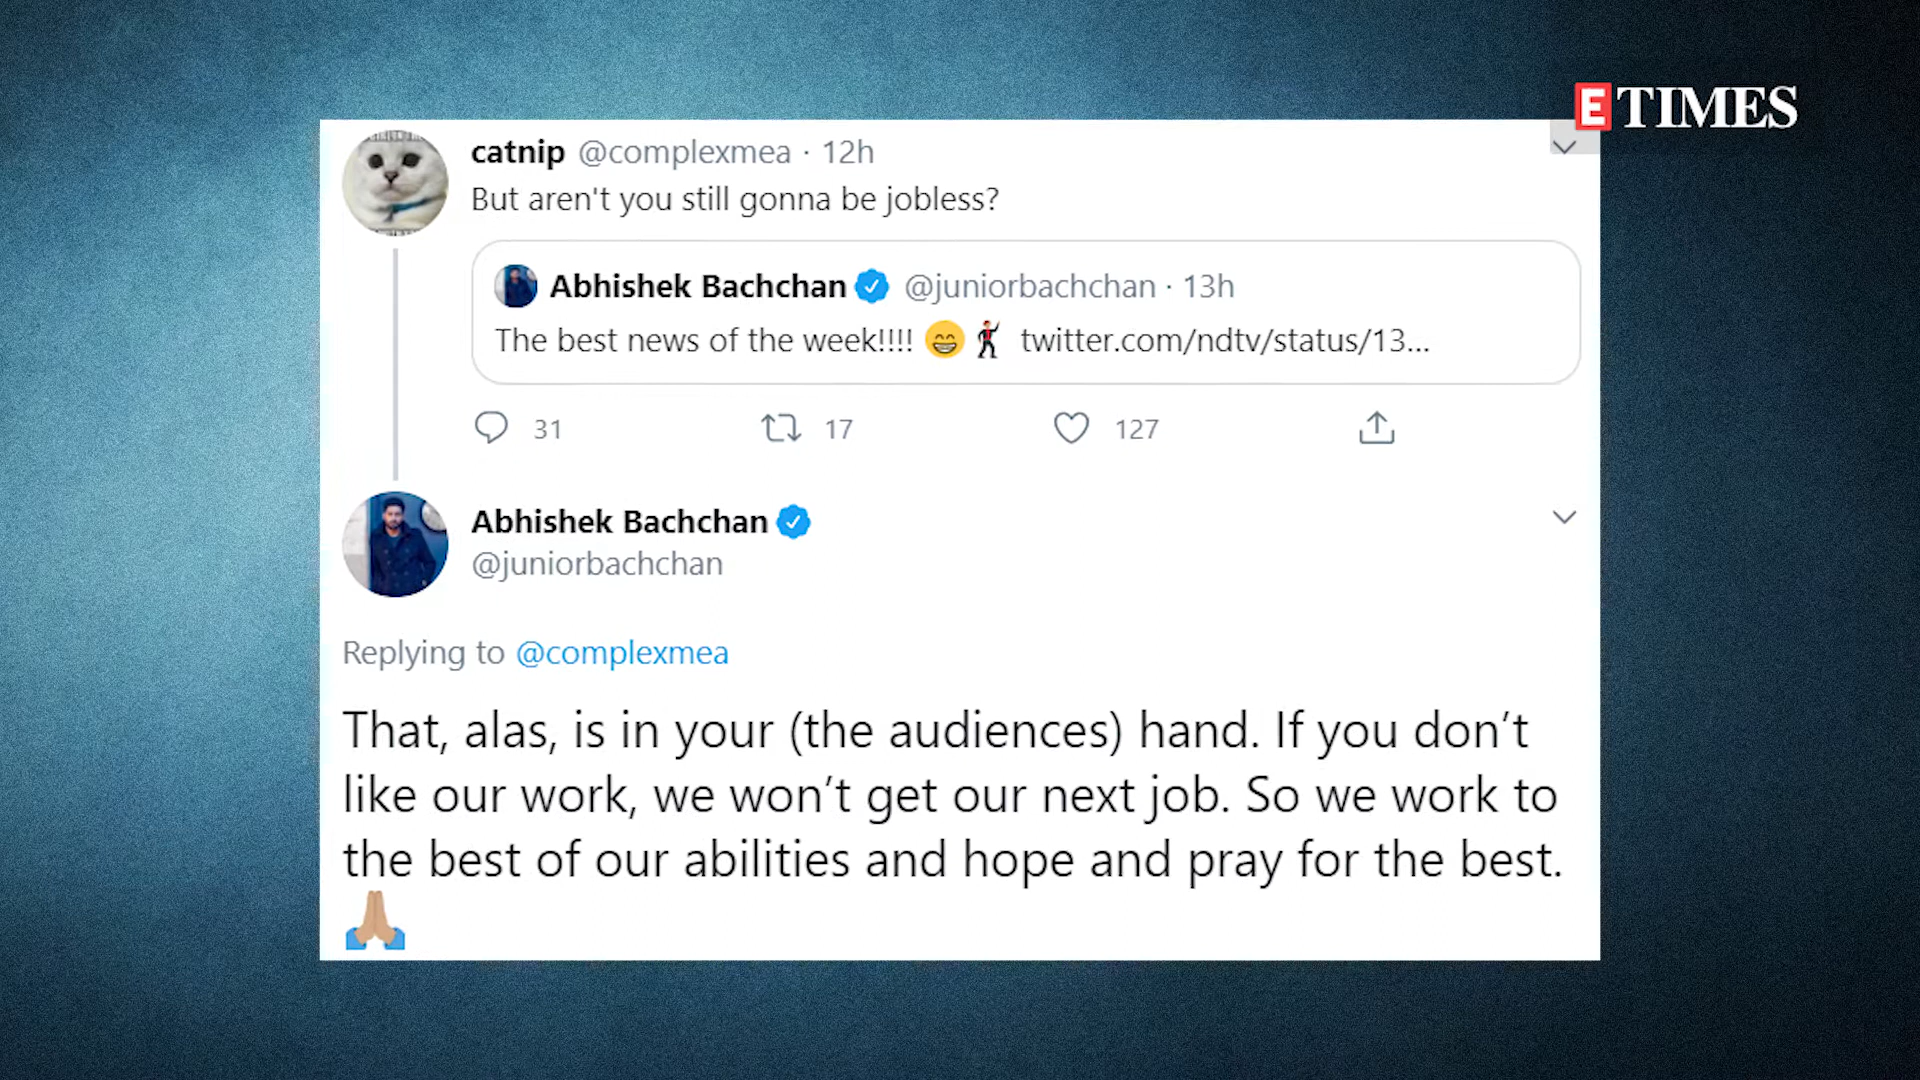 ETIMES
catnip @complexmea · 12h
But aren't you still gonna be jobless?
Abhishek Bachchan @juniorbachchan · 13h
The best news of the week!!!! 😁🕺 twitter.com/ndtv/status/13...
31 17 127
Abhishek Bachchan
@juniorbachchan
Replying to @complexmea
That, alas, is in your (the audiences) hand. If you don’t
like our work, we won’t get our next job. So we work to
the best of our abilities and hope and pray for the best.
🙏🏽